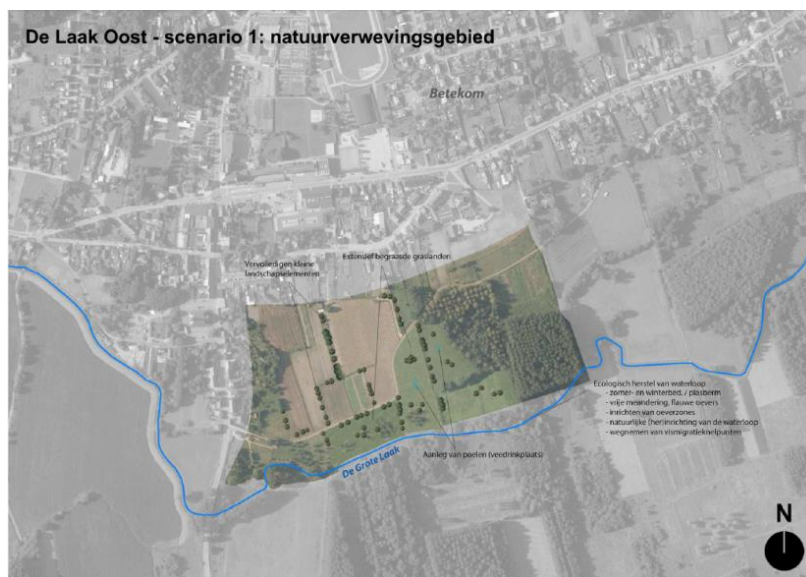 De Laak Oost - scenario 1: natuurverwevingsgebied
Betekom
Extensief begraasde graslanden
Vervolledigen kleine
landschapselementen
Ecologisch herstel van waterloop
- zomer- en winterbed / plasberm
- vrije meandering, flauwe oevers
- inrichten van oeverzones
- natuurlijke (her)inrichting van de waterloop
- wegnemen van vismigratieknelpunten
Aanleg van poelen (veedrinkplaats)
De Grote Laak
N